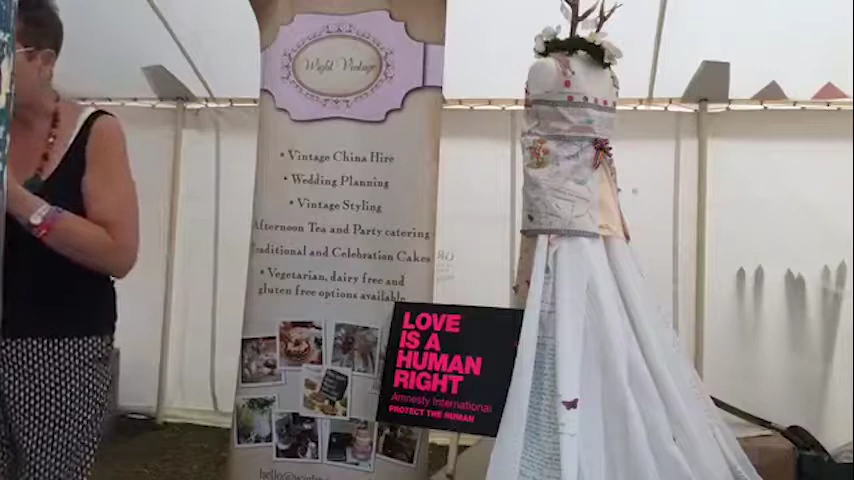 Wight Vintage
• Vintage China Hire
• Wedding Planning
• Vintage Styling
Afternoon Tea and Party catering
raditional and Celebration Cakes
• Vegetarian, dairy free and
gluten free options available
LOVE
IS A
HUMAN
RIGHT
Amnesty International
PROTECT THE HUMAN